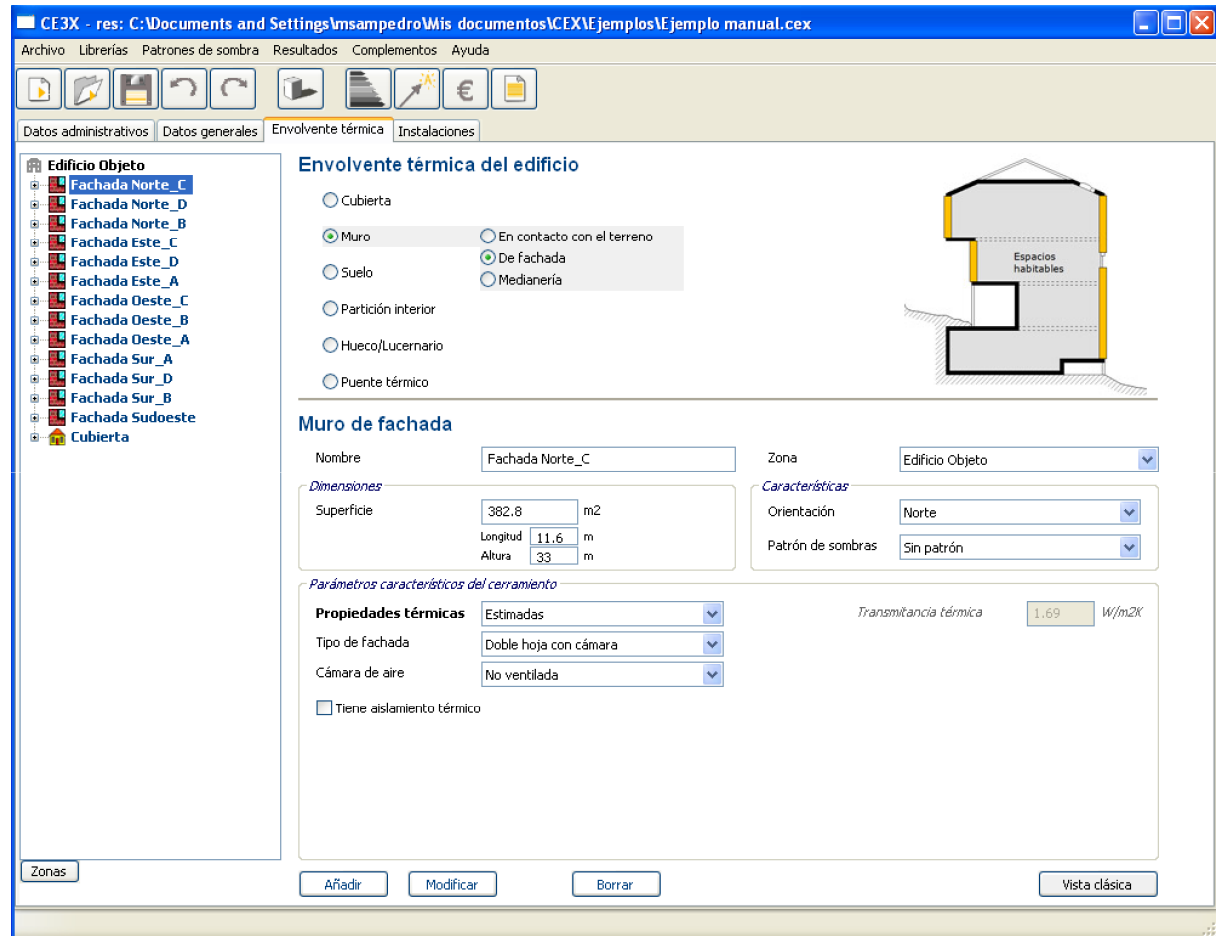 CE3X - res: C:\Documents and Settings\msampedro\Mis documentos\CEX\Ejemplos\Ejemplo manual.cex
Archivo Librerías Patrones de sombra Resultados Complementos Ayuda
A
€
Datos administrativos Datos generales Envolvente térmica Instalaciones
Edificio Objeto
Fachada Norte_C
Fachada Norte_D
Fachada Norte_B
Fachada Este_C
Fachada Este_D
Fachada Este_A
Fachada Oeste_C
Fachada Oeste_B
Fachada Oeste_A
Fachada Sur_A
Fachada Sur_D
Fachada Sur_B
Fachada Sudoeste
Cubierta
Zonas
Envolvente térmica del edificio
Cubierta
Muro
En contacto con el terreno
De fachada
Medianería
Suelo
Partición interior
Hueco/Lucernario
Puente térmico
Espacios
habitables
Muro de fachada
Nombre Fachada Norte_C Zona Edificio Objeto
Dimensiones
Superficie 382.8 m2
Longitud 11.6 m
Altura 33 m
Características
Orientación Norte
Patrón de sombras Sin patrón
Parámetros característicos del cerramiento
Propiedades térmicas Estimadas Transmitancia térmica 1.69 W/m2K
Tipo de fachada Doble hoja con cámara
Cámara de aire No ventilada
Tiene aislamiento térmico
Añadir Modificar Borrar Vista clásica